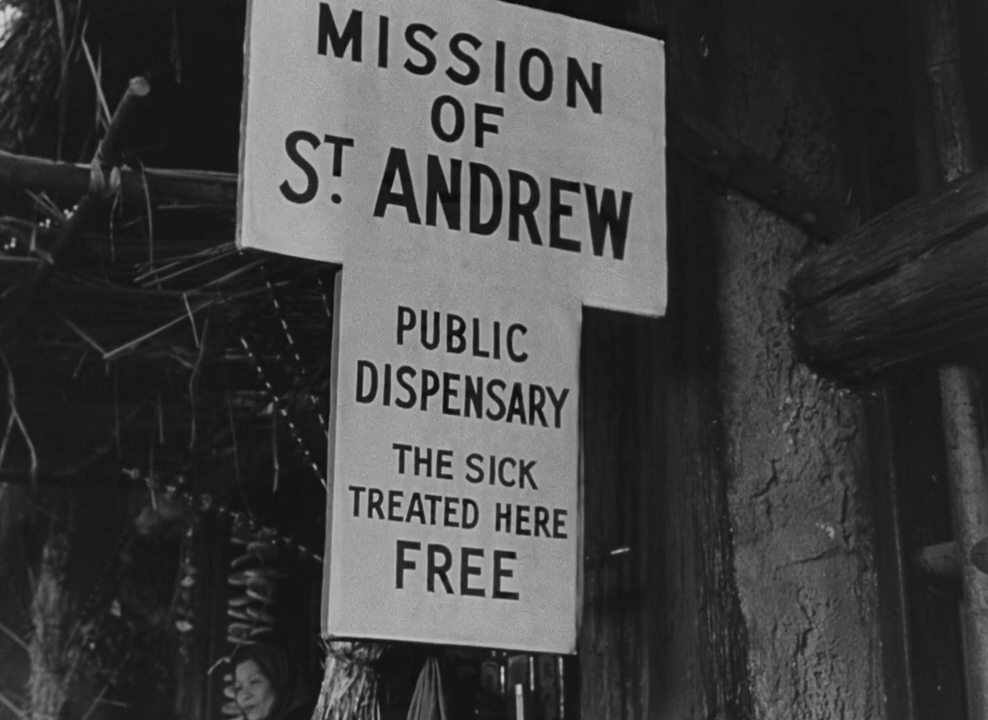 MISSION
OF
ST. ANDREW
PUBLIC
DISPENSARY
THE SICK
TREATED HERE
FREE